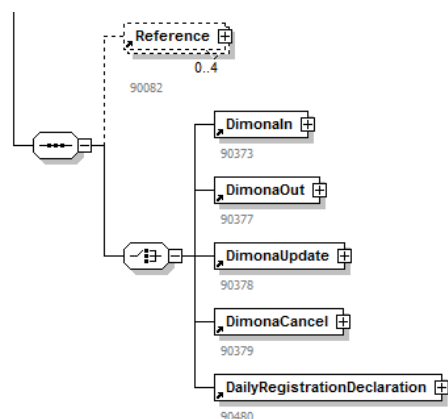 Reference
0..4
90082
DimonaIn
90373
DimonaOut
90377
DimonaUpdate
90378
DimonaCancel
90379
DailyRegistrationDeclaration
90480